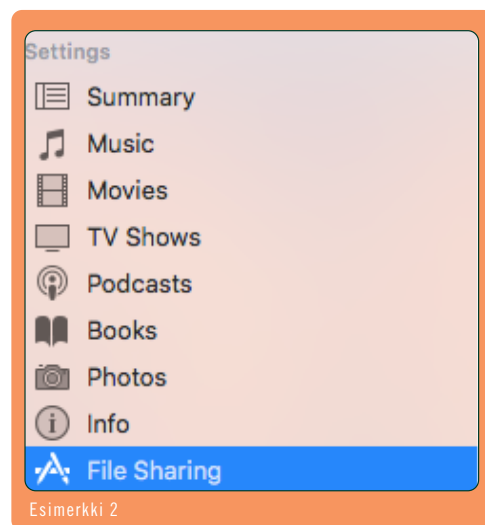 Settings
Summary
Music
Movies
TV Shows
Podcasts
Books
Photos
Info
File Sharing
Esimerkki 2